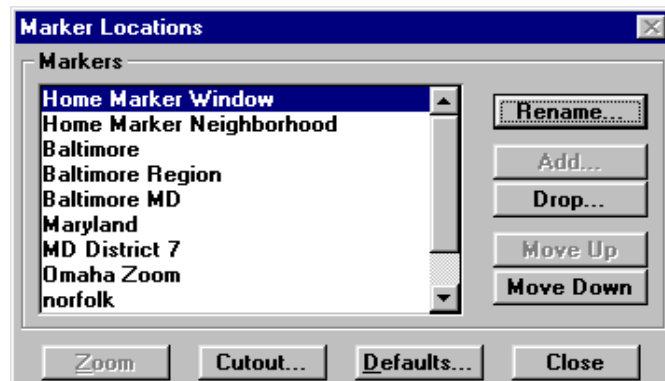 Marker Locations
Markers
Home Marker Window
Home Marker Neighborhood
Baltimore
Baltimore Region
Baltimore MD
Maryland
MD District 7
Omaha Zoom
norfolk
Rename...
Add...
Drop...
Move Up
Move Down
Zoom Cutout... Defaults... Close